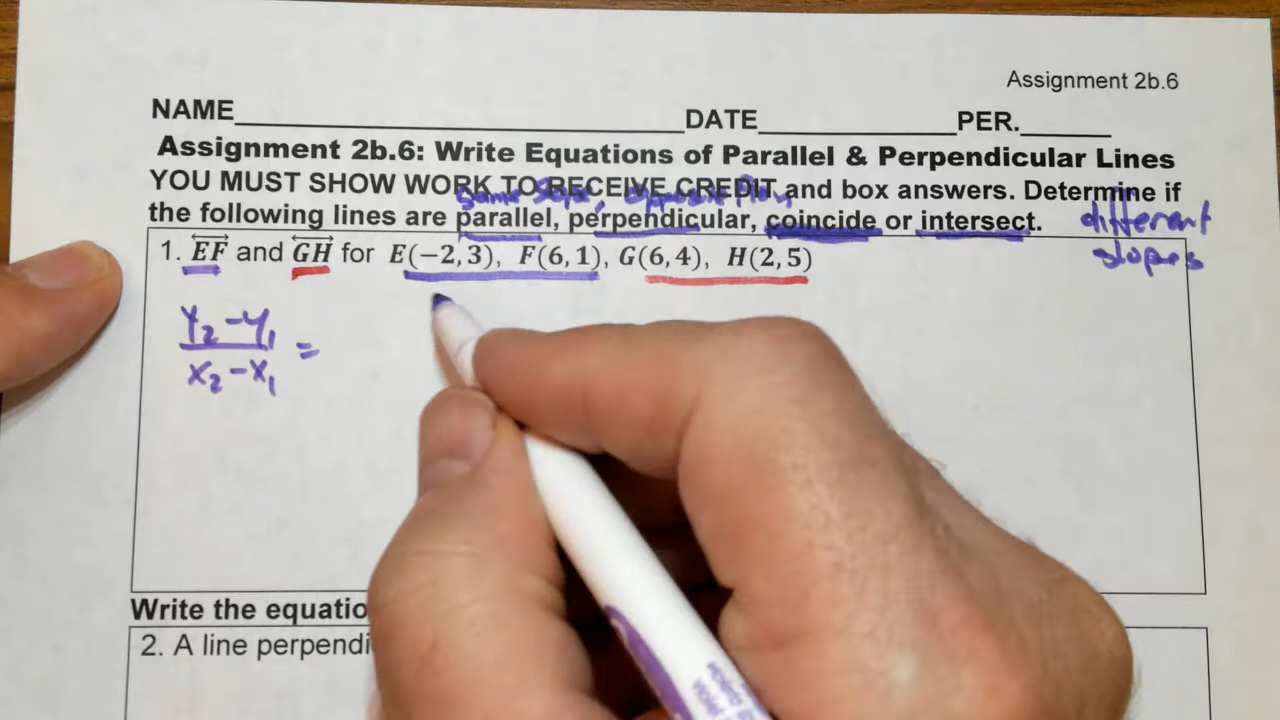 Assignment 2b.6
NAME DATE PER.
Assignment 2b.6: Write Equations of Parallel & Perpendicular Lines
YOU MUST SHOW WORK TO RECEIVE CREDIT and box answers. Determine if
same slope,
the following lines are parallel, perpendicular, coincide or intersect.
different
slopes
1. EF and GH for E(−2,3), F(6,1), G(6,4), H(2,5)
Y₂-Y₁
=
X₂-X₁
Write the equatio
2. A line perpendi